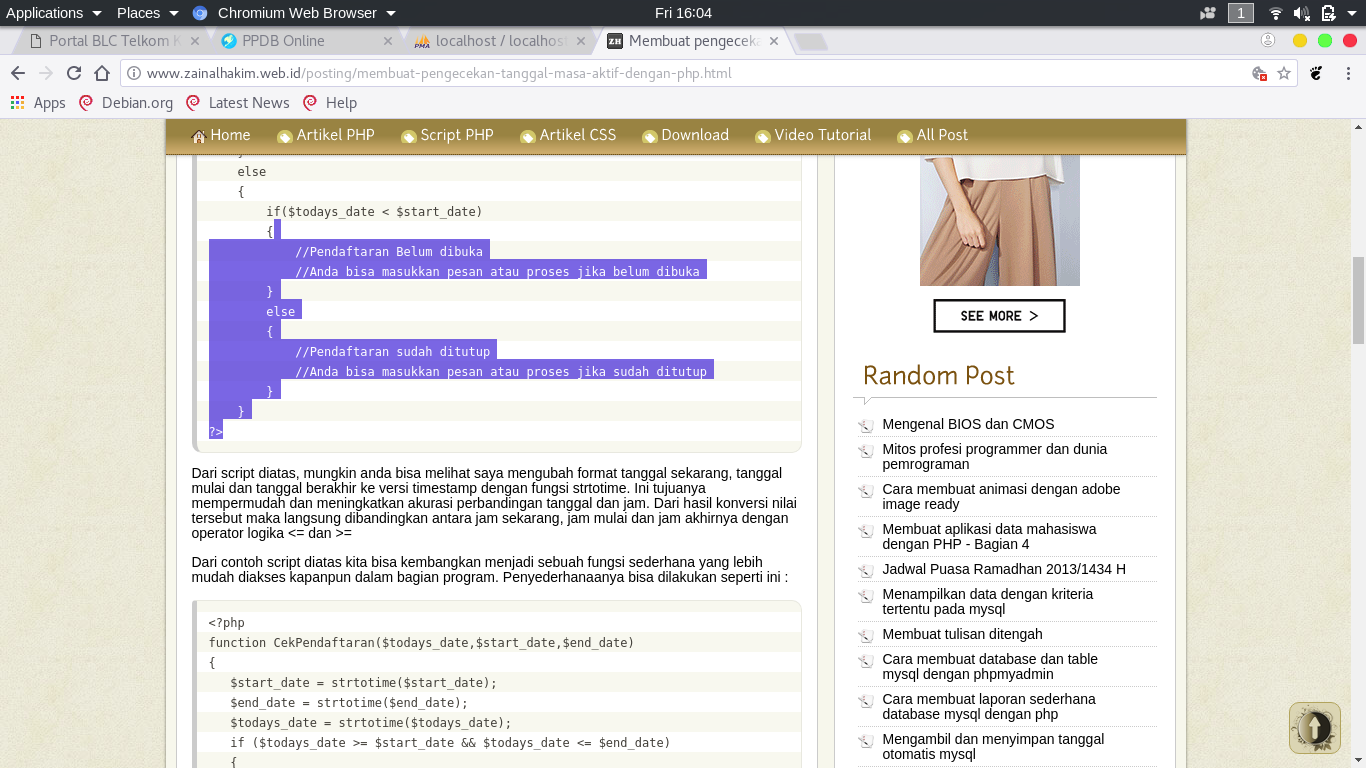 Applications Places Chromium Web Browser Fri 16:04 1
Portal BLC Telkom K PPDB Online localhost / localhost Membuat pengeceka
www.zainalhakim.web.id/posting/membuat-pengecekan-tanggal-masa-aktif-dengan-php.html
Apps Debian.org Latest News Help
Home Artikel PHP Script PHP Artikel CSS Download Video Tutorial All Post
else
{
if($todays_date < $start_date)
{
//Pendaftaran Belum dibuka
//Anda bisa masukkan pesan atau proses jika belum dibuka
}
else
{
//Pendaftaran sudah ditutup
//Anda bisa masukkan pesan atau proses jika sudah ditutup
}
}
?>
Dari script diatas, mungkin anda bisa melihat saya mengubah format tanggal sekarang, tanggal
mulai dan tanggal berakhir ke versi timestamp dengan fungsi strtotime. Ini tujuanya
mempermudah dan meningkatkan akurasi perbandingan tanggal dan jam. Dari hasil konversi nilai
tersebut maka langsung dibandingkan antara jam sekarang, jam mulai dan jam akhirnya dengan
operator logika <= dan >=
Dari contoh script diatas kita bisa kembangkan menjadi sebuah fungsi sederhana yang lebih
mudah diakses kapanpun dalam bagian program. Penyederhanaanya bisa dilakukan seperti ini :
<?php
function CekPendaftaran($todays_date,$start_date,$end_date)
{
$start_date = strtotime($start_date);
$end_date = strtotime($end_date);
$todays_date = strtotime($todays_date);
if ($todays_date >= $start_date && $todays_date <= $end_date)
{
SEE MORE >
Random Post
Mengenal BIOS dan CMOS
Mitos profesi programmer dan dunia
pemrograman
Cara membuat animasi dengan adobe
image ready
Membuat aplikasi data mahasiswa
dengan PHP - Bagian 4
Jadwal Puasa Ramadhan 2013/1434 H
Menampilkan data dengan kriteria
tertentu pada mysql
Membuat tulisan ditengah
Cara membuat database dan table
mysql dengan phpmyadmin
Cara membuat laporan sederhana
database mysql dengan php
Mengambil dan menyimpan tanggal
otomatis mysql